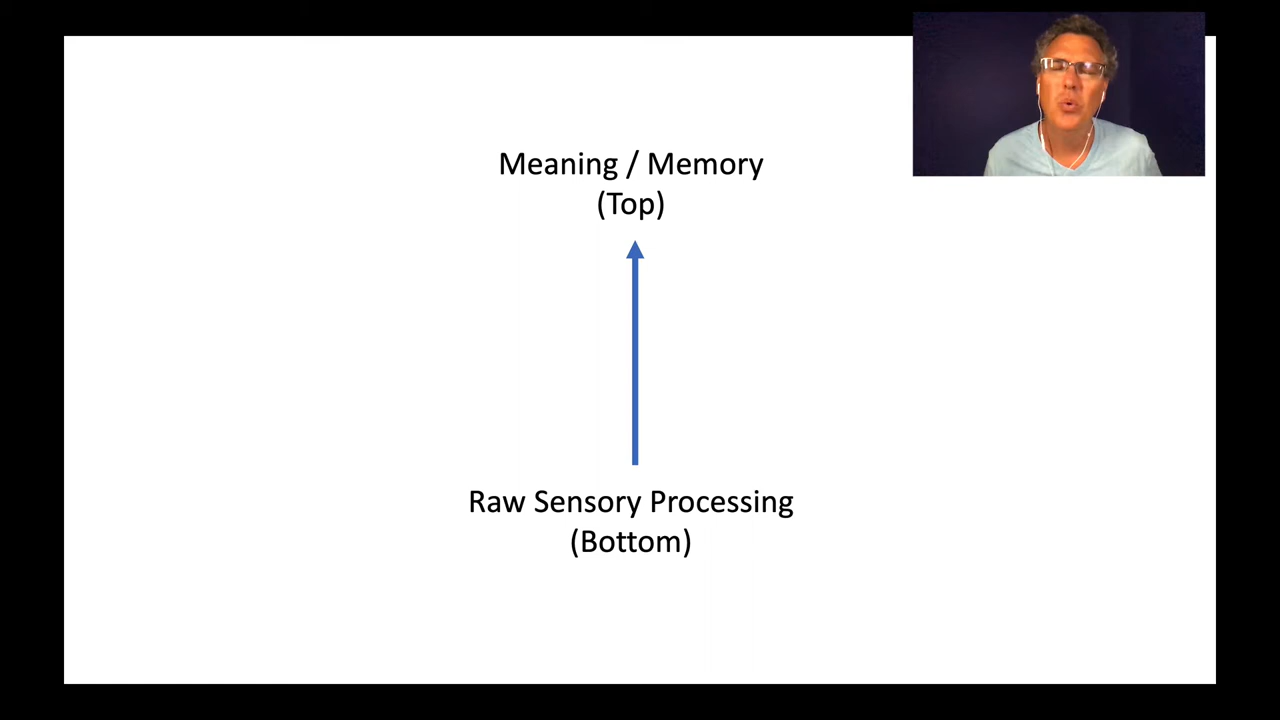 Meaning / Memory
(Top)
Raw Sensory Processing
(Bottom)